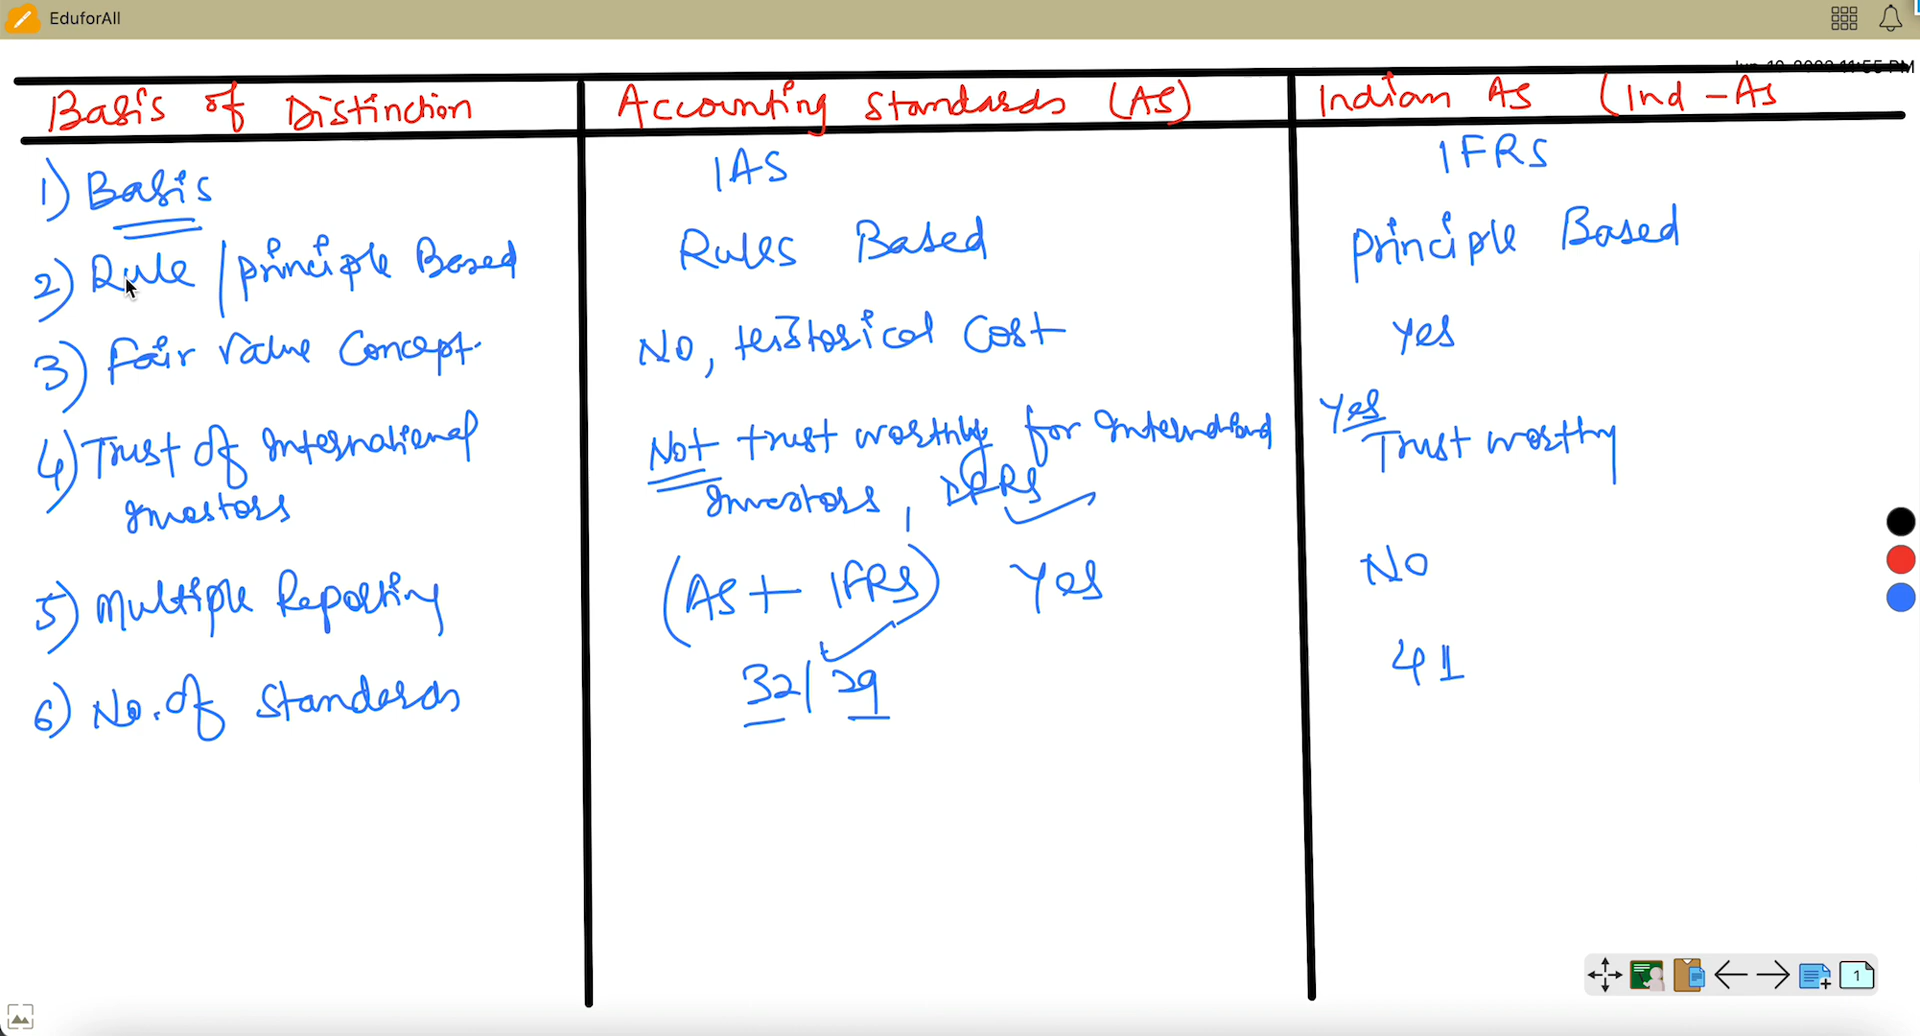 EduforAll
Basis of Distinction
Accounting Standards (AS)
Indian AS (Ind-As
1) Basis
IAS
IFRS
2) Rule / principle Based
Rules Based
principle Based
3) Fair value Concept.
No, Historical Cost
Yes
4) Trust of International
Investors
Not trust worthy for International
Investors, IFRS
Yes
Trust worthy
5) Multiple Reporting
(AS + IFRS) Yes
No
6) No. of Standards
32/29
41
1